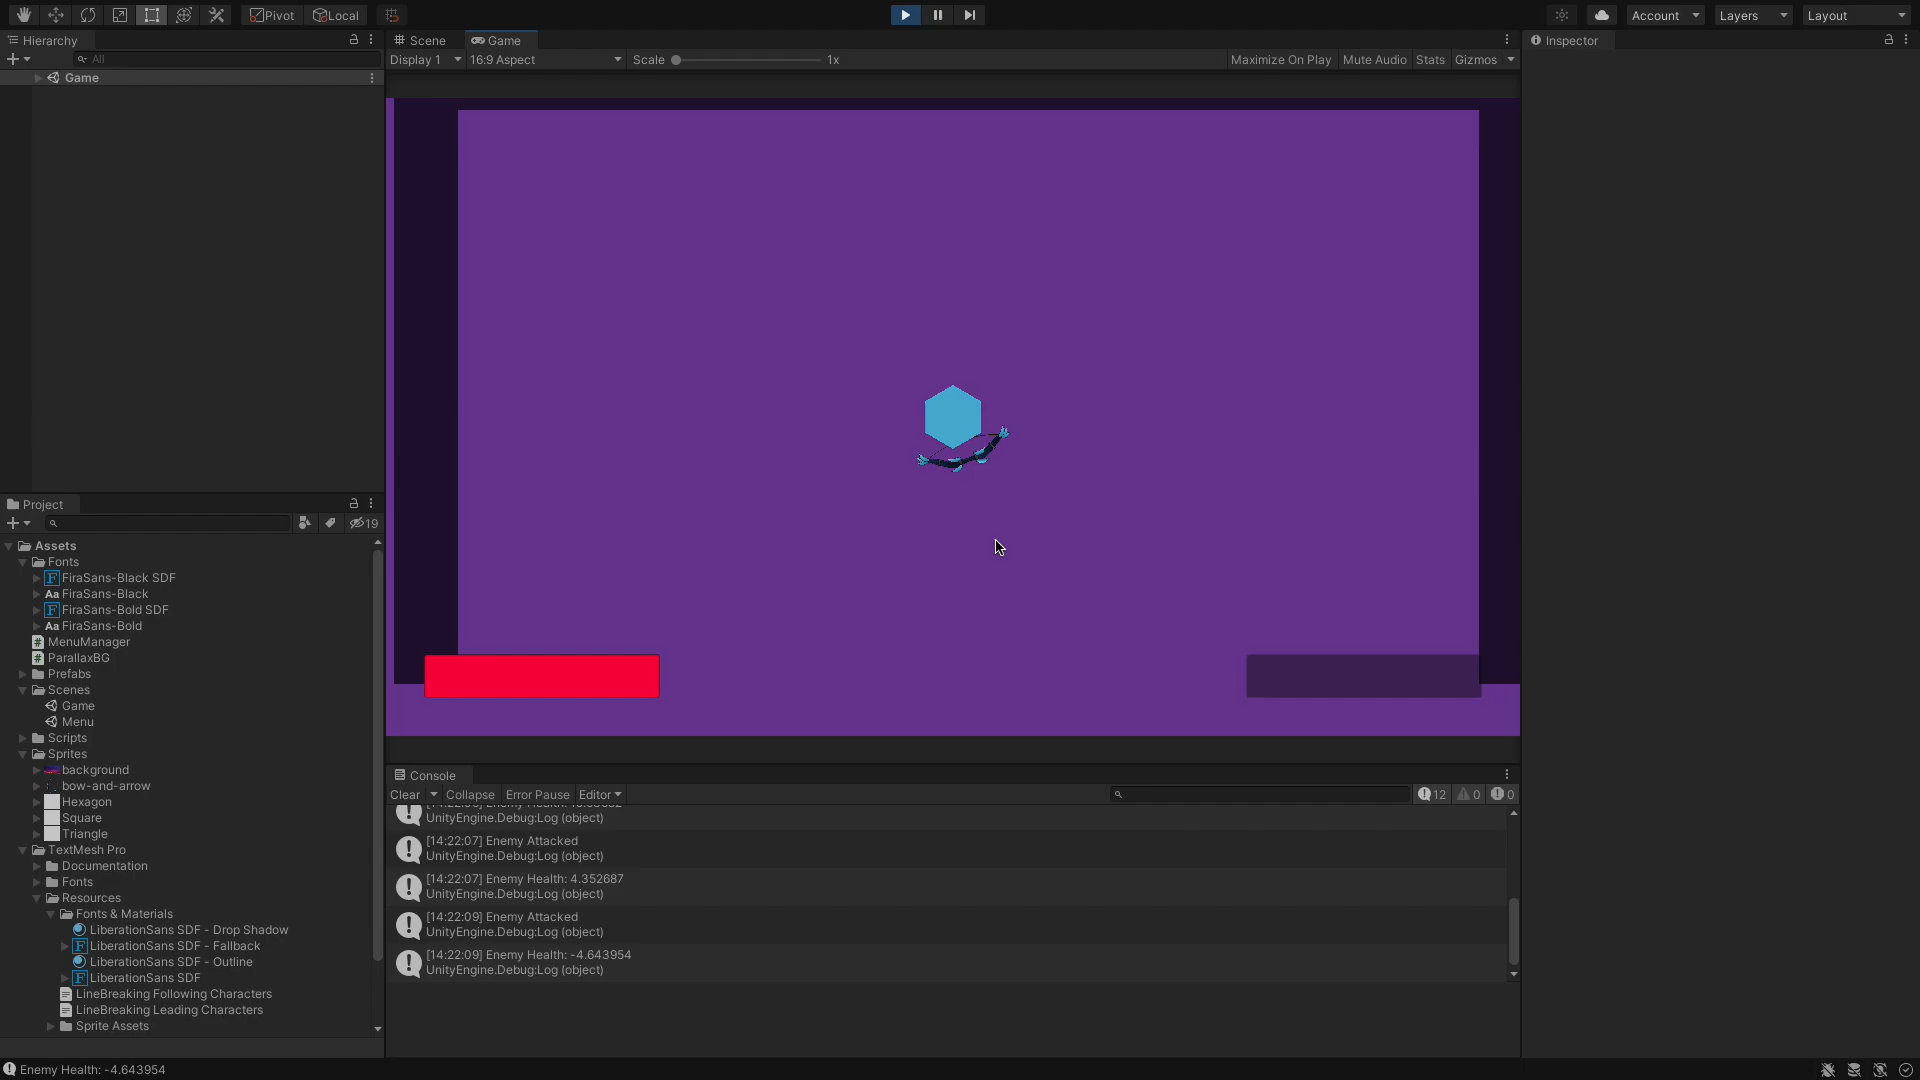 Pivot Local Account Layers Layout
Hierarchy
All
Game
Scene Game
Display 1 16:9 Aspect Scale 1x Maximize On Play Mute Audio Stats Gizmos
Inspector
Project
19
Assets
Fonts
FiraSans-Black SDF
Aa FiraSans-Black
FiraSans-Bold SDF
Aa FiraSans-Bold
MenuManager
ParallaxBG
Prefabs
Scenes
Game
Menu
Scripts
Sprites
background
bow-and-arrow
Hexagon
Square
Triangle
TextMesh Pro
Documentation
Fonts
Resources
Fonts & Materials
LiberationSans SDF - Drop Shadow
LiberationSans SDF - Fallback
LiberationSans SDF - Outline
LiberationSans SDF
LineBreaking Following Characters
LineBreaking Leading Characters
Sprite Assets
Console
Clear Collapse Error Pause Editor 12 0 0
UnityEngine.Debug:Log (object)
[14:22:07] Enemy Attacked
UnityEngine.Debug:Log (object)
[14:22:07] Enemy Health: 4.352687
UnityEngine.Debug:Log (object)
[14:22:09] Enemy Attacked
UnityEngine.Debug:Log (object)
[14:22:09] Enemy Health: -4.643954
UnityEngine.Debug:Log (object)
Enemy Health: -4.643954